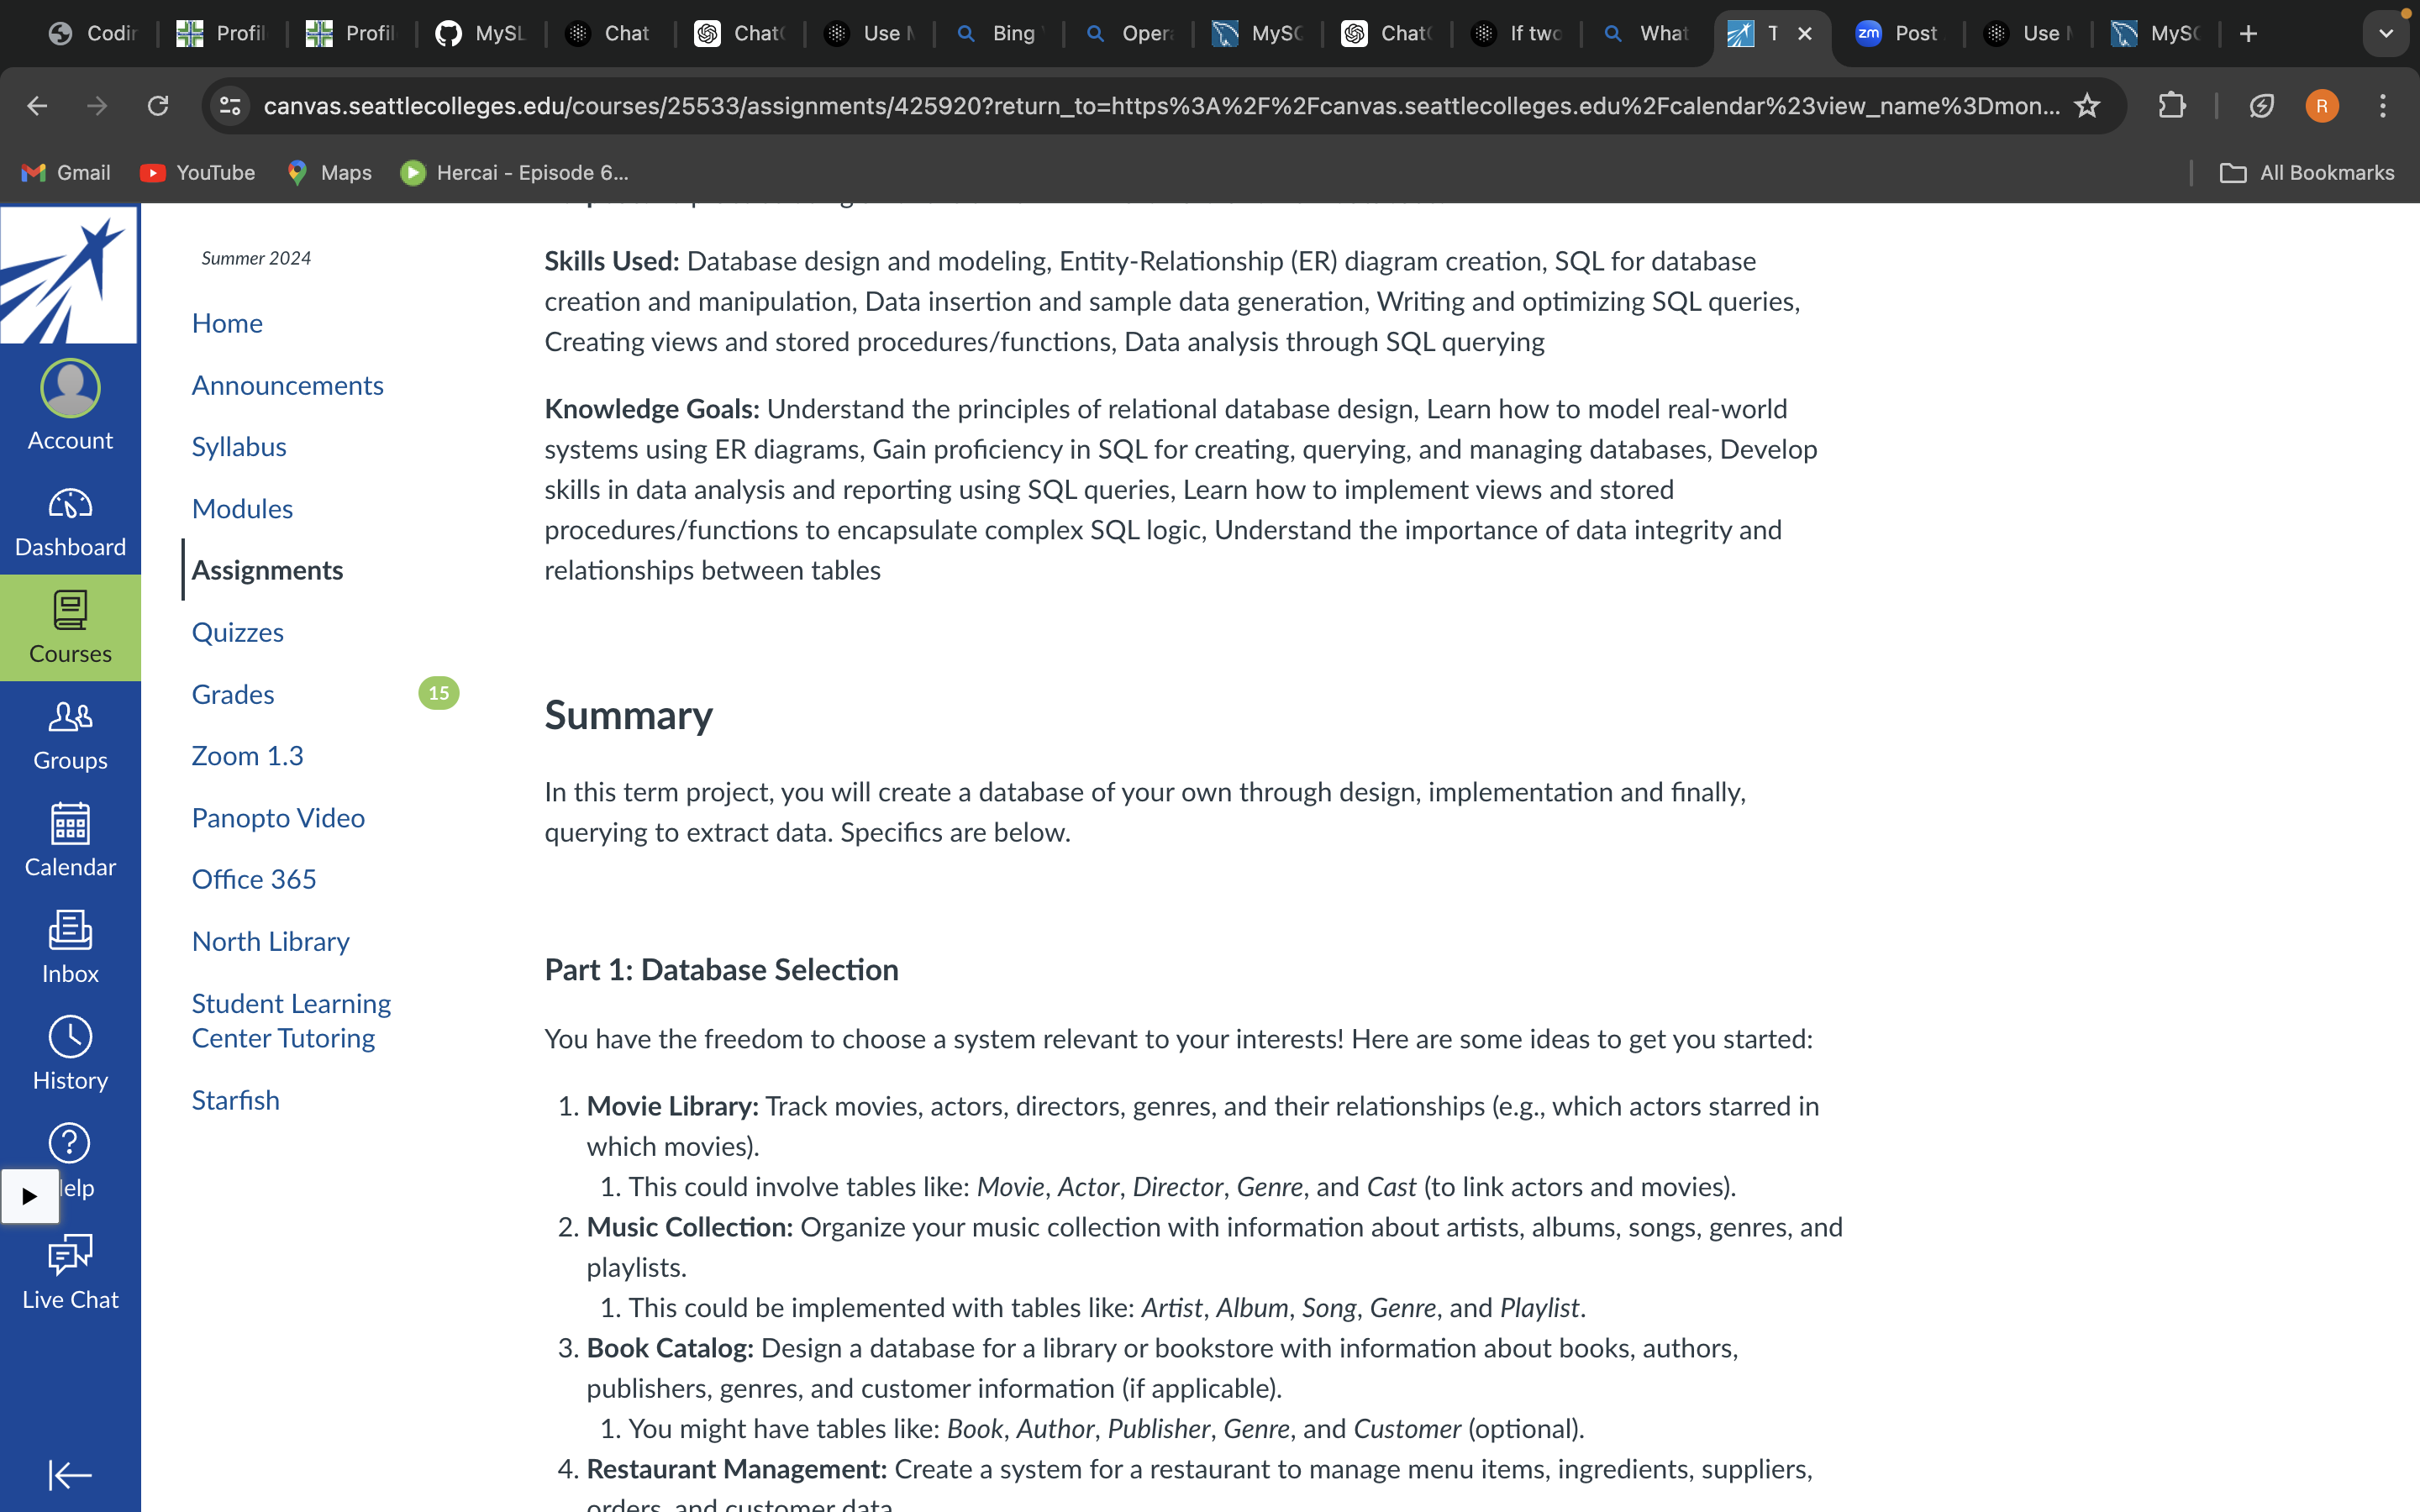 Codin
Profil
Profil
MySL
Chat
ChatG
Use M
Bing
Opera
MySQ
ChatG
If two
What
T
zm
Post
Use M
MySQ
canvas.seattlecolleges.edu/courses/25533/assignments/425920?return_to=https%3A%2F%2Fcanvas.seattlecolleges.edu%2Fcalendar%23view_name%3Dmon...
R
Gmail
YouTube
Maps
Hercai - Episode 6...
All Bookmarks
Account
Dashboard
Courses
Groups
Calendar
Inbox
History
elp
Live Chat
Summer 2024
Home
Announcements
Syllabus
Modules
Assignments
Quizzes
Grades
15
Zoom 1.3
Panopto Video
Office 365
North Library
Student Learning
Center Tutoring
Starfish
Skills Used: Database design and modeling, Entity-Relationship (ER) diagram creation, SQL for database
creation and manipulation, Data insertion and sample data generation, Writing and optimizing SQL queries,
Creating views and stored procedures/functions, Data analysis through SQL querying
Knowledge Goals: Understand the principles of relational database design, Learn how to model real-world
systems using ER diagrams, Gain proficiency in SQL for creating, querying, and managing databases, Develop
skills in data analysis and reporting using SQL queries, Learn how to implement views and stored
procedures/functions to encapsulate complex SQL logic, Understand the importance of data integrity and
relationships between tables
Summary
In this term project, you will create a database of your own through design, implementation and finally,
querying to extract data. Specifics are below.
Part 1: Database Selection
You have the freedom to choose a system relevant to your interests! Here are some ideas to get you started:
1. Movie Library: Track movies, actors, directors, genres, and their relationships (e.g., which actors starred in
which movies).
1. This could involve tables like: Movie, Actor, Director, Genre, and Cast (to link actors and movies).
2. Music Collection: Organize your music collection with information about artists, albums, songs, genres, and
playlists.
1. This could be implemented with tables like: Artist, Album, Song, Genre, and Playlist.
3. Book Catalog: Design a database for a library or bookstore with information about books, authors,
publishers, genres, and customer information (if applicable).
1. You might have tables like: Book, Author, Publisher, Genre, and Customer (optional).
4. Restaurant Management: Create a system for a restaurant to manage menu items, ingredients, suppliers,
orders, and customer data